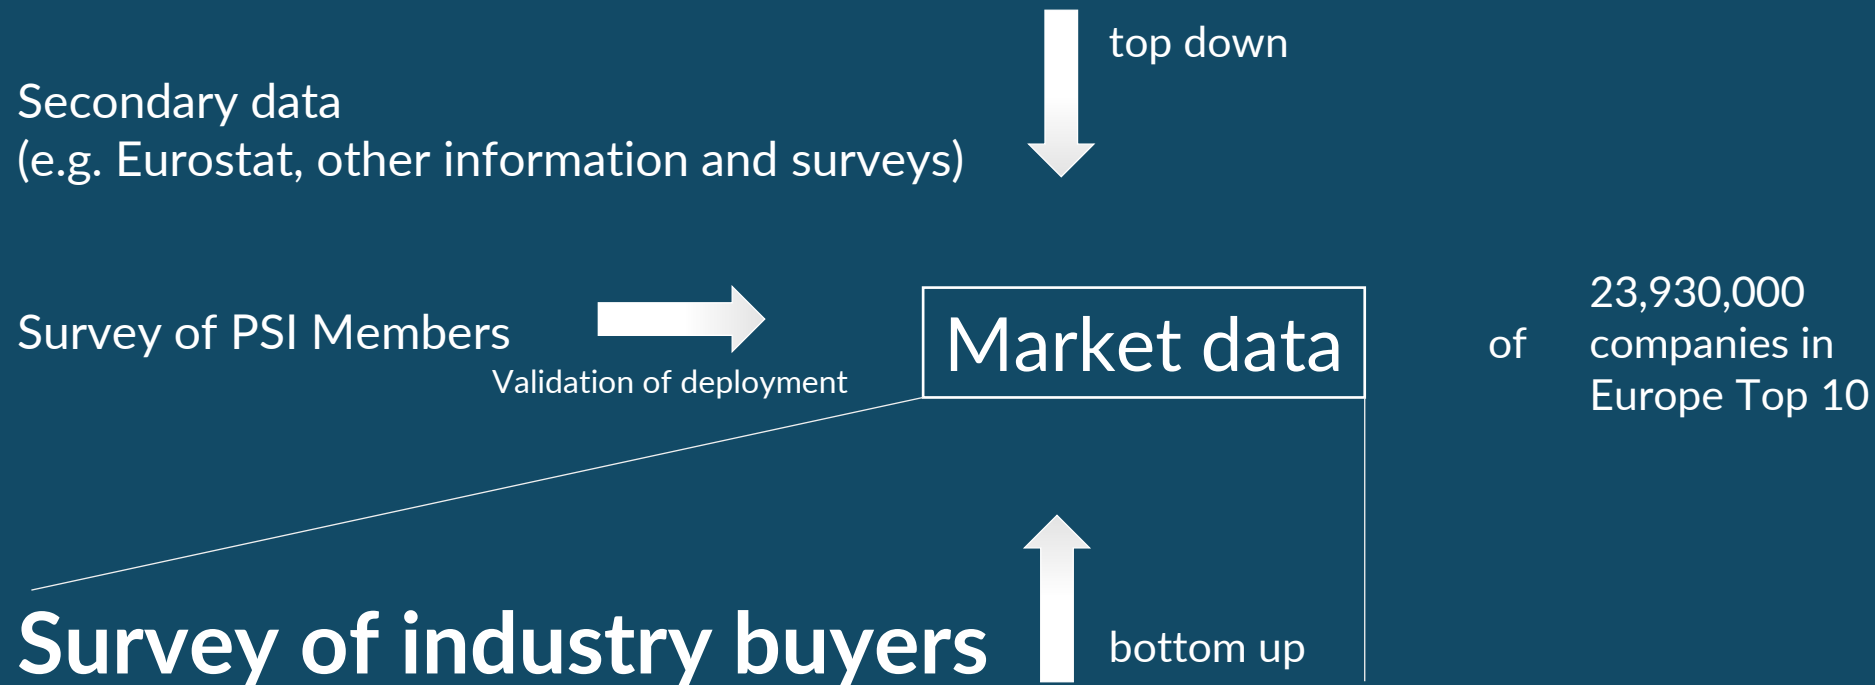 top down
Secondary data
(e.g. Eurostat, other information and surveys)
Survey of PSI Members
Validation of deployment
Market data
of
23,930,000
companies in
Europe Top 10
Survey of industry buyers
bottom up